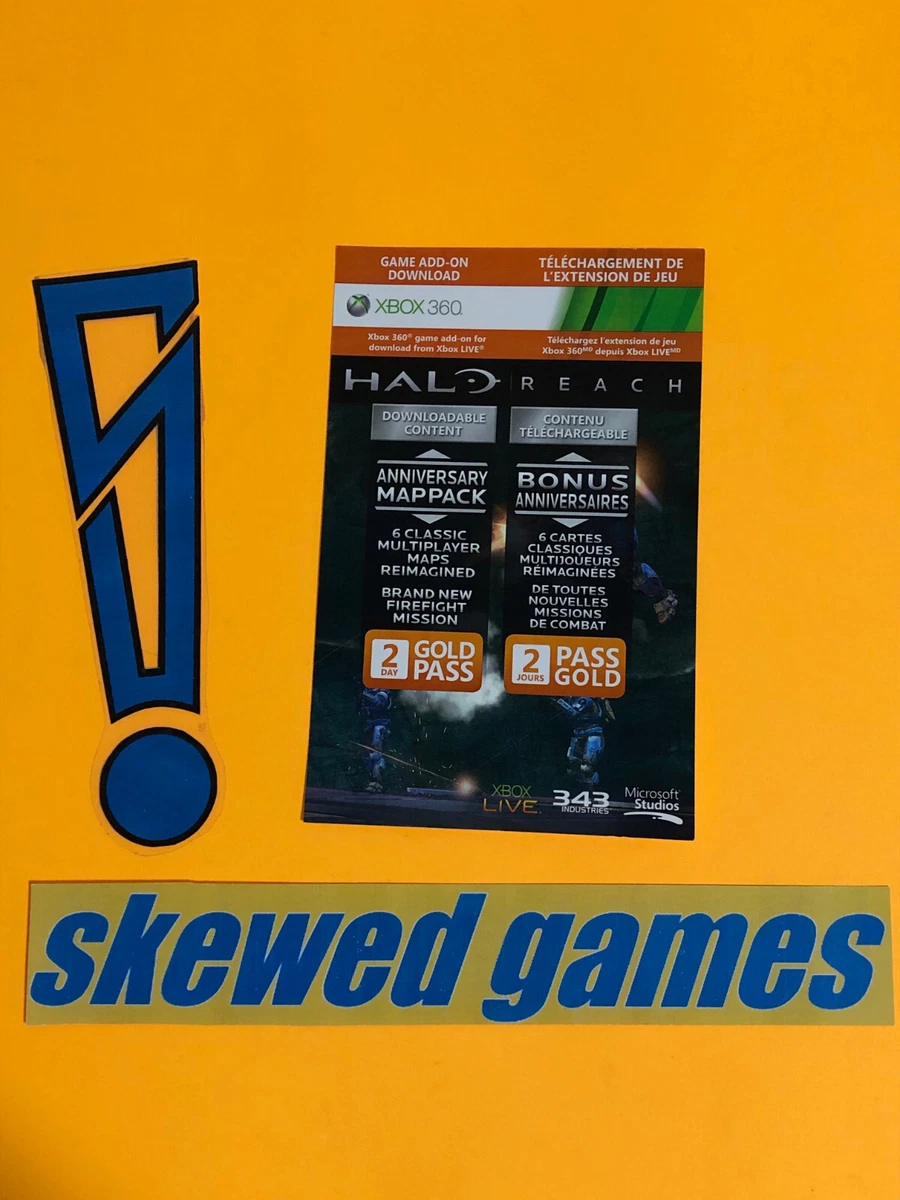 GAME ADD-ON
DOWNLOAD
TÉLÉCHARGEMENT DE
L'EXTENSION DE JEU
XBOX 360.
Xbox 360® game add-on for
download from Xbox LIVE®
Téléchargez l'extension de jeu
Xbox 360MD depuis Xbox LIVEMD
HALO REACH
DOWNLOADABLE
CONTENT
ANNIVERSARY
MAP PACK
6 CLASSIC
MULTIPLAYER
MAPS
REIMAGINED
BRAND NEW
FIREFIGHT
MISSION
2
DAY
GOLD
PASS
CONTENU
TÉLÉCHARGEABLE
BONUS
ANNIVERSAIRES
6 CARTES
CLASSIQUES
MULTIJOUEURS
RÉIMAGINÉES
DE TOUTES
NOUVELLES
MISSIONS
DE COMBAT
2
JOURS
PASS
GOLD
XBOX
LIVE.
343
INDUSTRIES
Microsoft®
Studios
skewed games